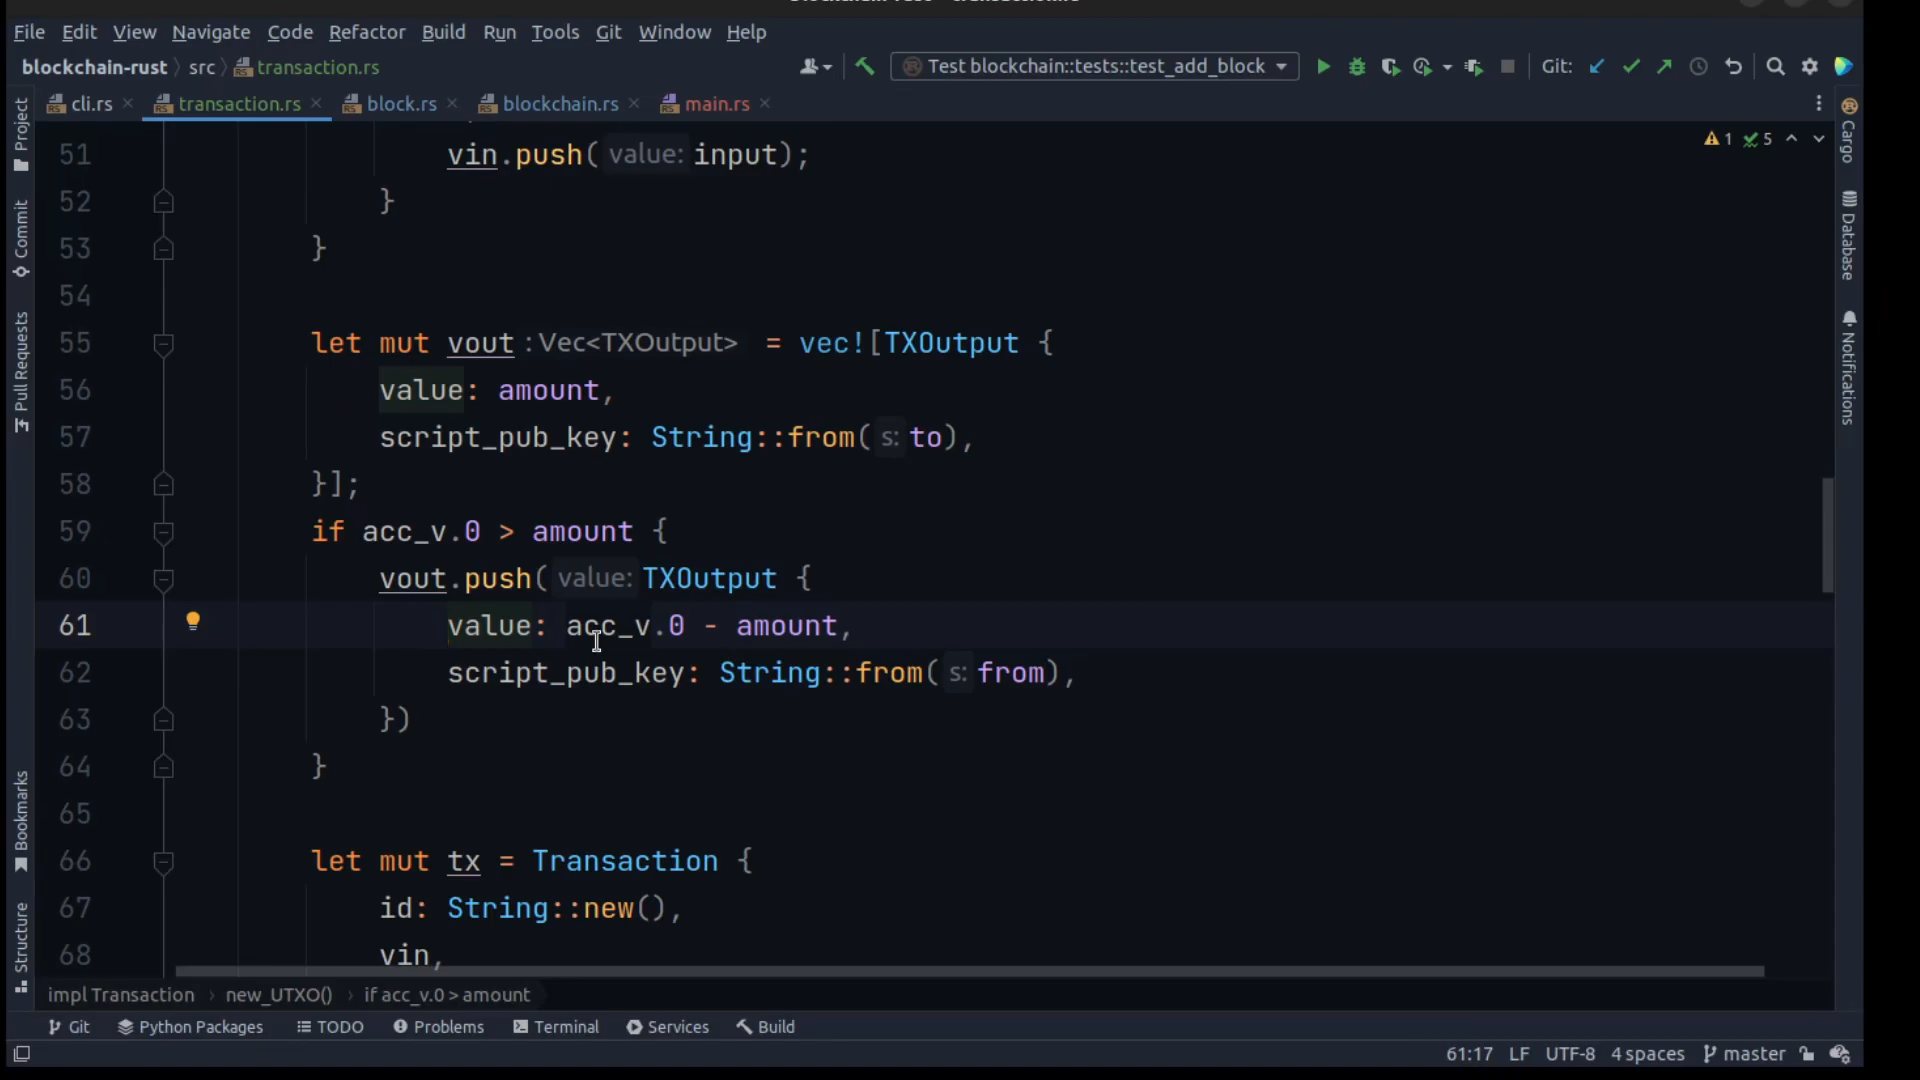 File Edit View Navigate Code Refactor Build Run Tools Git Window Help
blockchain-rust src transaction.rs Test blockchain::tests::test_add_block Git:
cli.rs transaction.rs block.rs blockchain.rs main.rs
1 5
51 vin.push( value: input);
52 }
53 }
54
55 let mut vout : Vec<TXOutput> = vec![TXOutput {
56 value: amount,
57 script_pub_key: String::from( s: to),
58 }];
59 if acc_v.0 > amount {
60 vout.push( value: TXOutput {
61 value: acc_v.0 - amount,
62 script_pub_key: String::from( s: from),
63 })
64 }
65
66 let mut tx = Transaction {
67 id: String::new(),
68 vin,
impl Transaction new_UTXO() if acc_v.0 > amount
Git Python Packages TODO Problems Terminal Services Build
61:17 LF UTF-8 4 spaces master
Project
Commit
Pull Requests
Bookmarks
Structure
Cargo
Database
Notifications